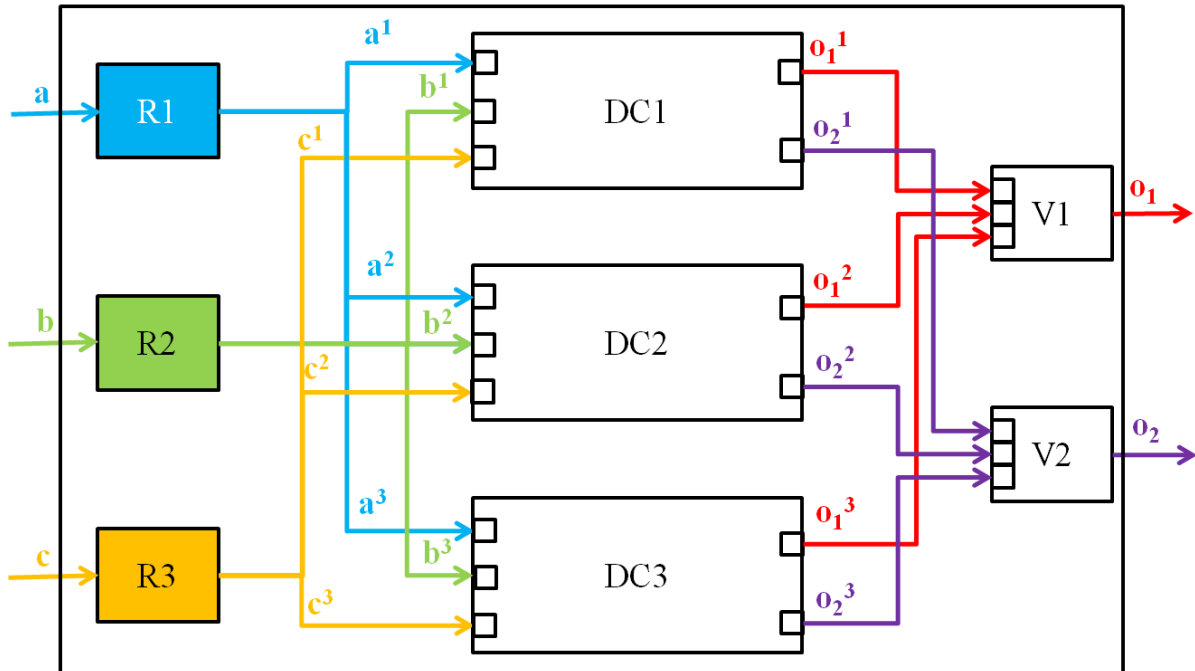 a
R1
a¹
b¹
c¹
DC1
o₁¹
o₂¹
V1
o₁
b
R2
a²
b²
c²
DC2
o₁²
o₂²
V2
o₂
c
R3
a³
b³
c³
DC3
o₁³
o₂³